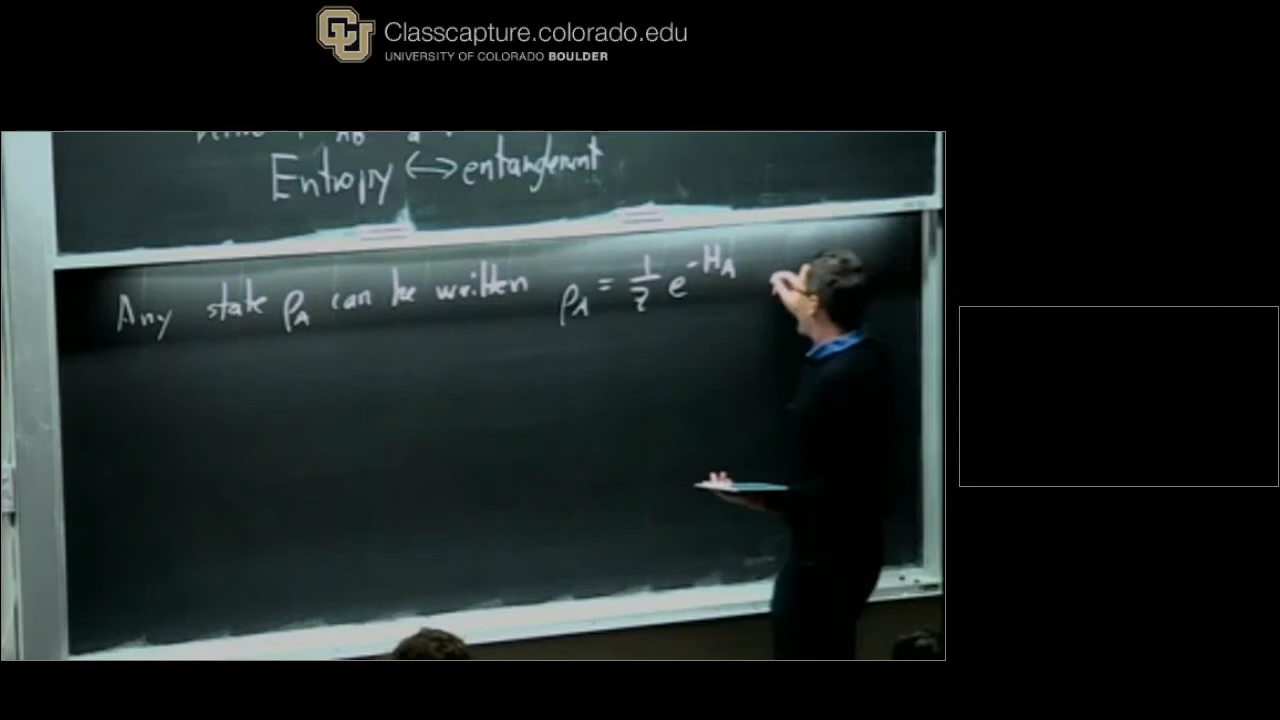 Classcapture.colorado.edu
UNIVERSITY OF COLORADO BOULDER
Entropy ↔ entanglement
Any state ρ_A can be written ρ_A = 1/Z e^{-H_A}